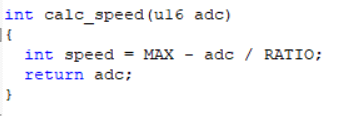 int calc_speed(u16 adc)
{
int speed = MAX - adc / RATIO;
return adc;
}